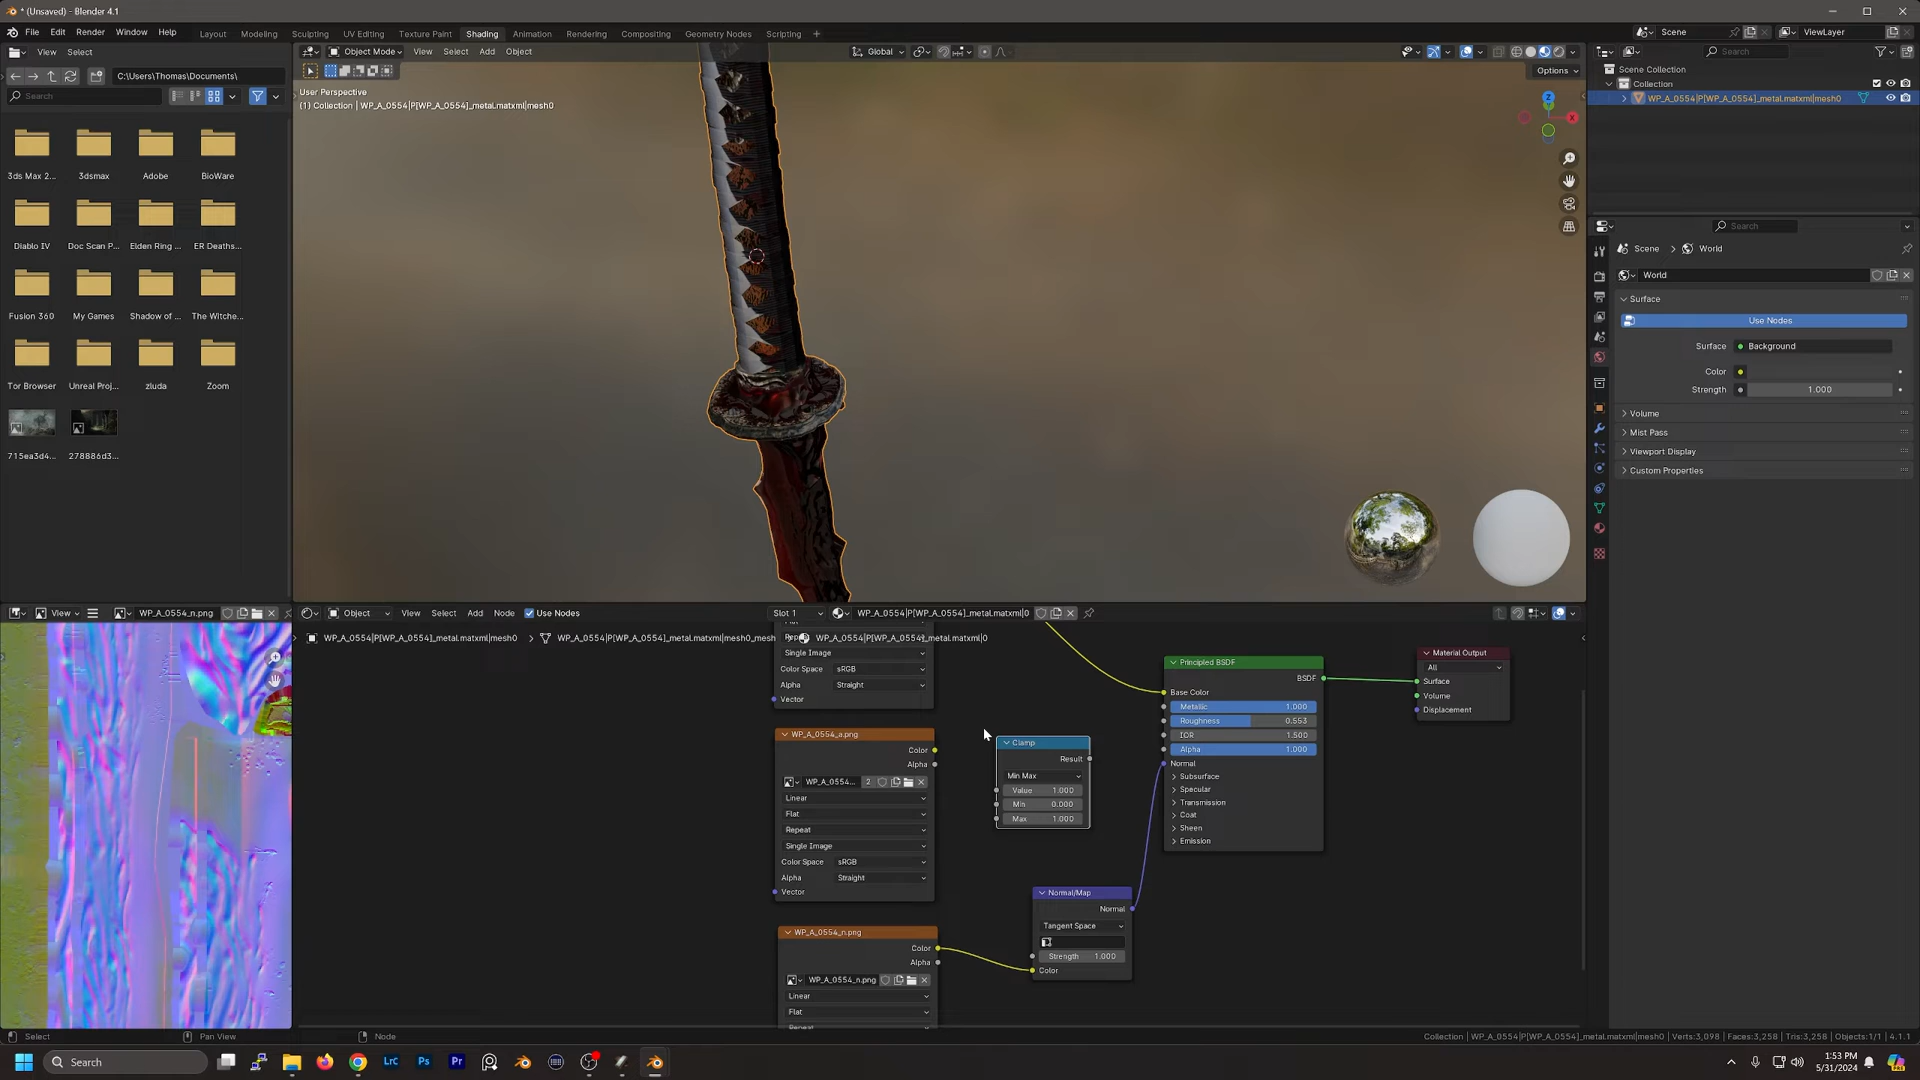 * (Unsaved) - Blender 4.1
File Edit Render Window Help
Layout Modeling Sculpting UV Editing Texture Paint Shading Animation Rendering Compositing Geometry Nodes Scripting +
Scene
ViewLayer
View Select
C:\Users\Thomas\Documents\
Search
3ds Max 2...
3dsmax
Adobe
BioWare
Diablo IV
Doc Scan P...
Elden Ring ...
ER Deaths...
Fusion 360
My Games
Shadow of ...
The Witche...
Tor Browser
Unreal Proj...
zluda
Zoom
715ea3d4...
278886d3...
Object Mode View Select Add Object
Global
Options
User Perspective
(1) Collection | WP_A_0554|P[WP_A_0554]_metal.matxml|mesh0
Z
X
Search
Scene Collection
Collection
WP_A_0554|P[WP_A_0554]_metal.matxml|mesh0
Search
Scene > World
World
Surface
Use Nodes
Surface Background
Color
Strength 1.000
Volume
Mist Pass
Viewport Display
Custom Properties
View WP_A_0554_n.png
Object View Select Add Node Use Nodes Slot 1 WP_A_0554|P[WP_A_0554]_metal.matxml|0
WP_A_0554|P[WP_A_0554]_metal.matxml|mesh0 > WP_A_0554|P[WP_A_0554]_metal.matxml|mesh0_mesh WP_A_0554|P[WP_A_0554]_metal.matxml|0
Single Image
Color Space sRGB
Alpha Straight
Vector
WP_A_0554_a.png
Color
Alpha
WP_A_0554... 2
Linear
Flat
Repeat
Single Image
Color Space sRGB
Alpha Straight
Vector
WP_A_0554_n.png
Color
Alpha
WP_A_0554_n.png
Linear
Flat
Clamp
Result
Min Max
Value 1.000
Min 0.000
Max 1.000
Normal/Map
Normal
Tangent Space
Strength 1.000
Color
Principled BSDF
BSDF
Base Color
Metallic 1.000
Roughness 0.553
IOR 1.500
Alpha 1.000
Normal
Subsurface
Specular
Transmission
Coat
Sheen
Emission
Material Output
All
Surface
Volume
Displacement
Select Pan View Node
Collection | WP_A_0554|P[WP_A_0554]_metal.matxml|mesh0 | Verts:3,098 | Faces:3,258 | Tris:3,258 | Objects:1/1 | 4.1.1
Search
LrC
Ps
Pr
1:53 PM
5/31/2024